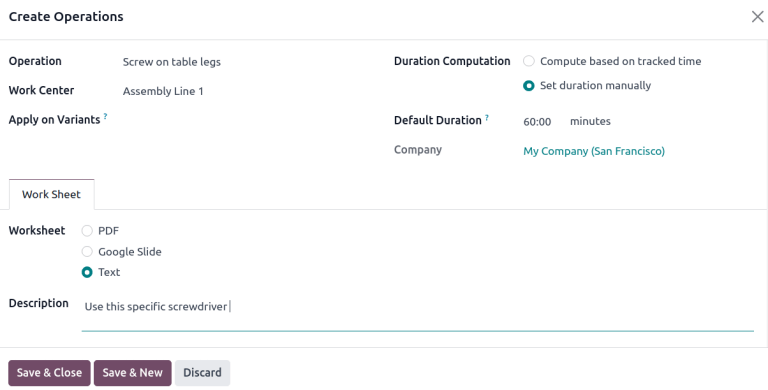 Create Operations
Operation Screw on table legs
Work Center Assembly Line 1
Apply on Variants ?
Duration Computation Compute based on tracked time
Set duration manually
Default Duration ? 60:00 minutes
Company My Company (San Francisco)
Work Sheet
Worksheet PDF
Google Slide
Text
Description Use this specific screwdriver
Save & Close Save & New Discard